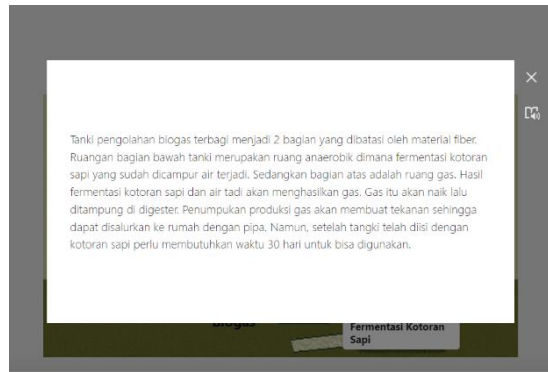 Tanki pengolahan biogas terbagi menjadi 2 bagian yang dibatasi oleh material fiber.
Ruangan bagian bawah tanki merupakan ruang anaerobik dimana fermentasi kotoran
sapi yang sudah dicampur air terjadi. Sedangkan bagian atas adalah ruang gas. Hasil
fermentasi kotoran sapi dan air tadi akan menghasilkan gas. Gas itu akan naik lalu
ditampung di digester. Penumpukan produksi gas akan membuat tekanan sehingga
dapat disalurkan ke rumah dengan pipa. Namun, setelah tangki telah diisi dengan
kotoran sapi perlu membutuhkan waktu 30 hari untuk bisa digunakan.
Biogas
Fermentasi Kotoran
Sapi